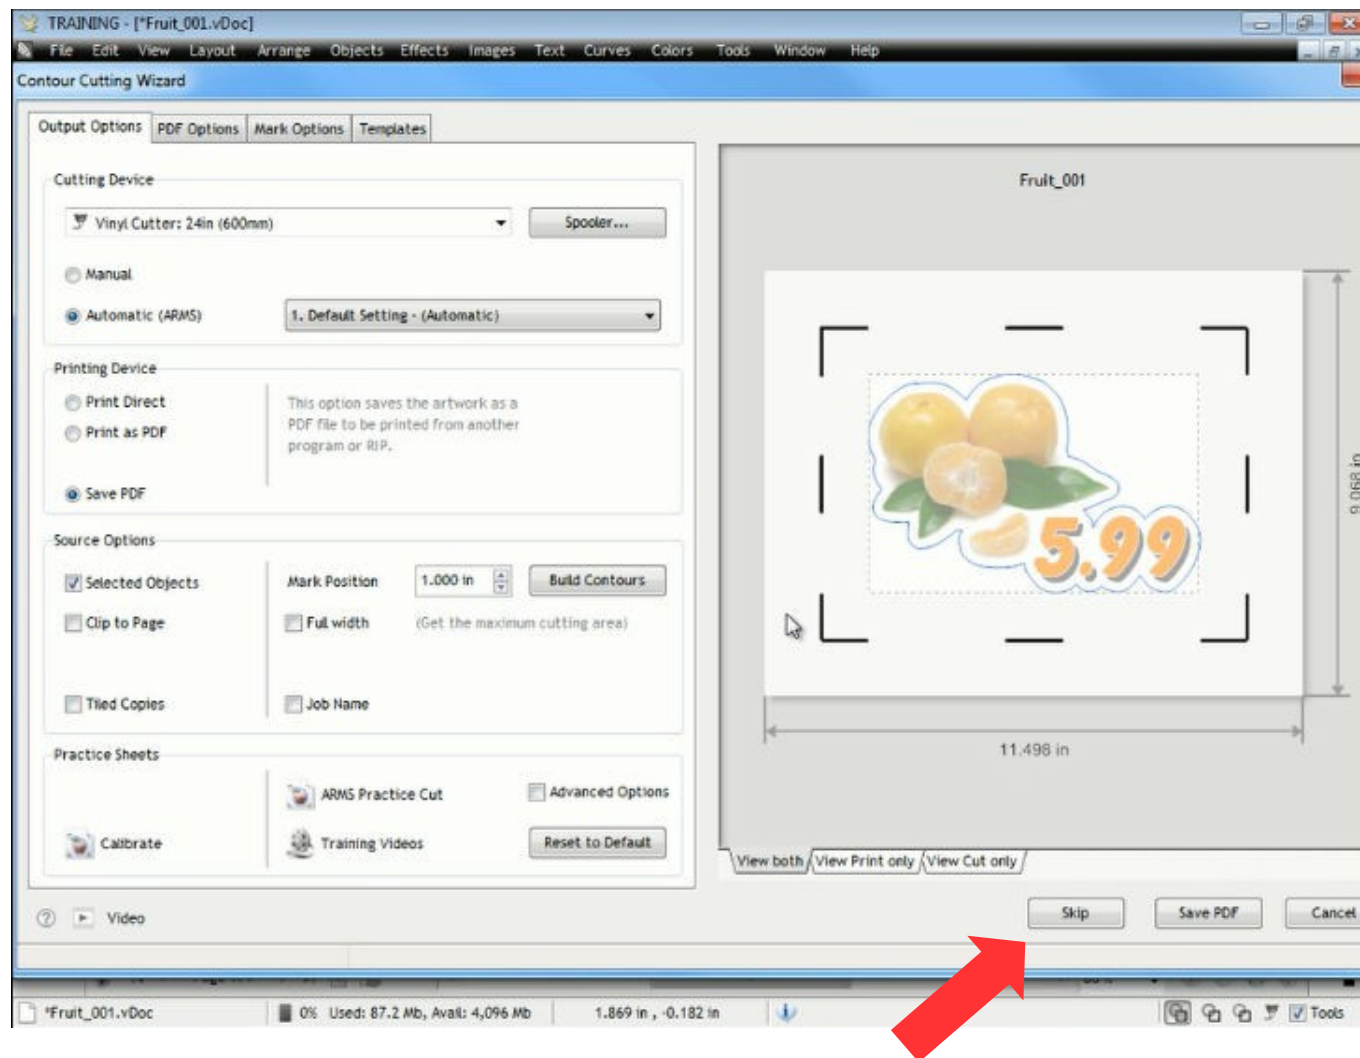 TRAINING - [*Fruit_001.vDoc]
File Edit View Layout Arrange Objects Effects Images Text Curves Colors Tools Window Help
Contour Cutting Wizard
Output Options PDF Options Mark Options Templates
Cutting Device
Vinyl Cutter: 24in (600mm) Spooler...
Manual
Automatic (ARMS) 1. Default Setting - (Automatic)
Printing Device
Print Direct
Print as PDF
This option saves the artwork as a
PDF file to be printed from another
program or RIP.
Save PDF
Source Options
Selected Objects Mark Position 1.000 in Build Contours
Clip to Page Full width (Get the maximum cutting area)
Tiled Copies Job Name
Practice Sheets
ARMS Practice Cut Advanced Options
Calibrate Training Videos Reset to Default
Fruit_001
5.99
9.068 in
11.498 in
View both View Print only View Cut only
Video
Skip Save PDF Cancel
*Fruit_001.vDoc 0% Used: 87.2 Mb, Avail: 4,096 Mb 1.869 in , -0.182 in Tools